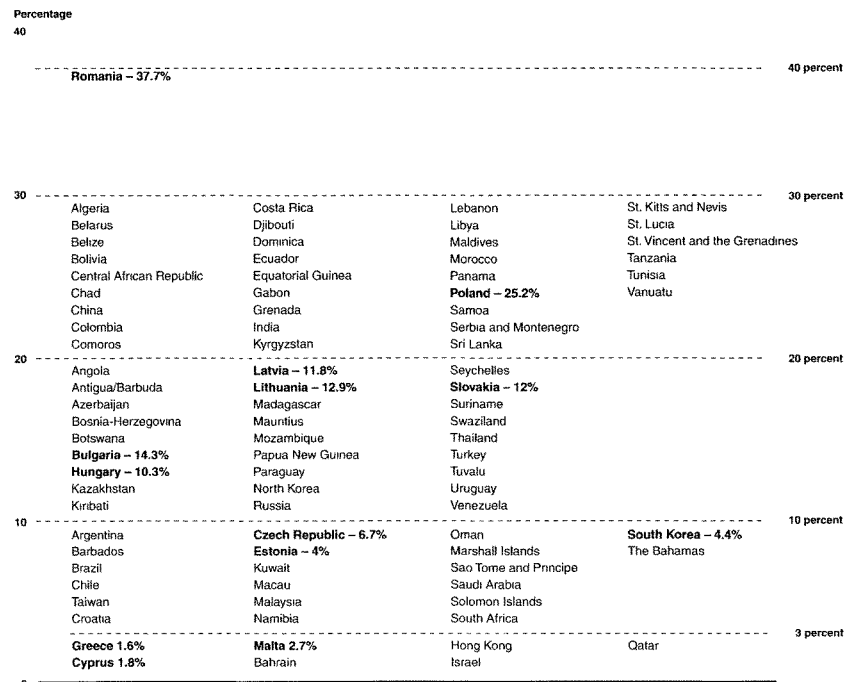 Percentage
40
40 percent
Romania – 37.7%
30
30 percent
Algeria Costa Rica Lebanon St. Kitts and Nevis
Belarus Djibouti Libya St. Lucia
Belize Dominica Maldives St. Vincent and the Grenadines
Bolivia Ecuador Morocco Tanzania
Central African Republic Equatorial Guinea Panama Tunisia
Chad Gabon Poland – 25.2% Vanuatu
China Grenada Samoa
Colombia India Serbia and Montenegro
Comoros Kyrgyzstan Sri Lanka
20
20 percent
Angola Latvia – 11.8% Seychelles
Antigua/Barbuda Lithuania – 12.9% Slovakia – 12%
Azerbaijan Madagascar Suriname
Bosnia-Herzegovina Mauritius Swaziland
Botswana Mozambique Thailand
Bulgaria – 14.3% Papua New Guinea Turkey
Hungary – 10.3% Paraguay Tuvalu
Kazakhstan North Korea Uruguay
Kiribati Russia Venezuela
10
10 percent
Argentina Czech Republic – 6.7% Oman South Korea – 4.4%
Barbados Estonia – 4% Marshall Islands The Bahamas
Brazil Kuwait Sao Tome and Principe
Chile Macau Saudi Arabia
Taiwan Malaysia Solomon Islands
Croatia Namibia South Africa
3 percent
Greece 1.6% Malta 2.7% Hong Kong Qatar
Cyprus 1.8% Bahrain Israel